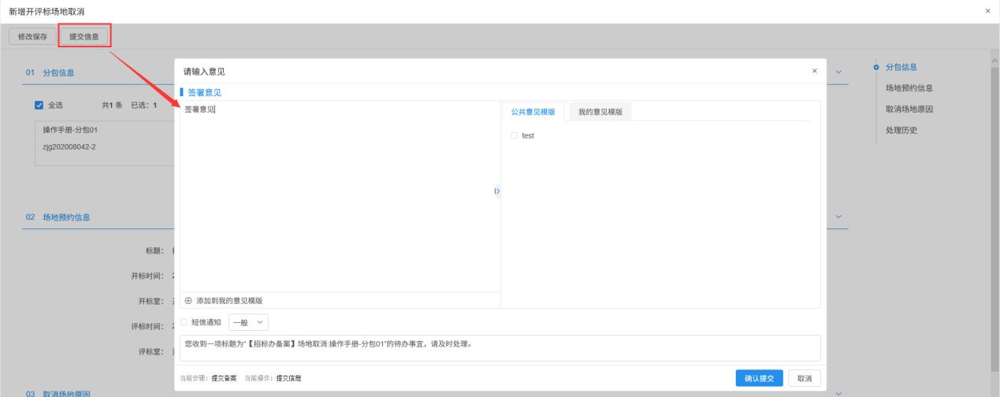 新增开评标场地取消
×
修改保存 提交信息
01 分包信息
全选 共1 条 已选：1
操作手册-分包01
zjg202008042-2
02 场地预约信息
标题：
开标时间：
开标室：
评标时间：
评标室：
03 取消场地原因
请输入意见
×
签署意见
签署意见
公共意见模版 我的意见模版
test
添加到我的意见模版
短信通知 一般
您收到一项标题为“【招标办备案】场地取消:操作手册-分包01”的待办事宜，请及时处理。
当前步骤：提交备案 当前操作：提交信息
确认提交 取消
分包信息
场地预约信息
取消场地原因
处理历史